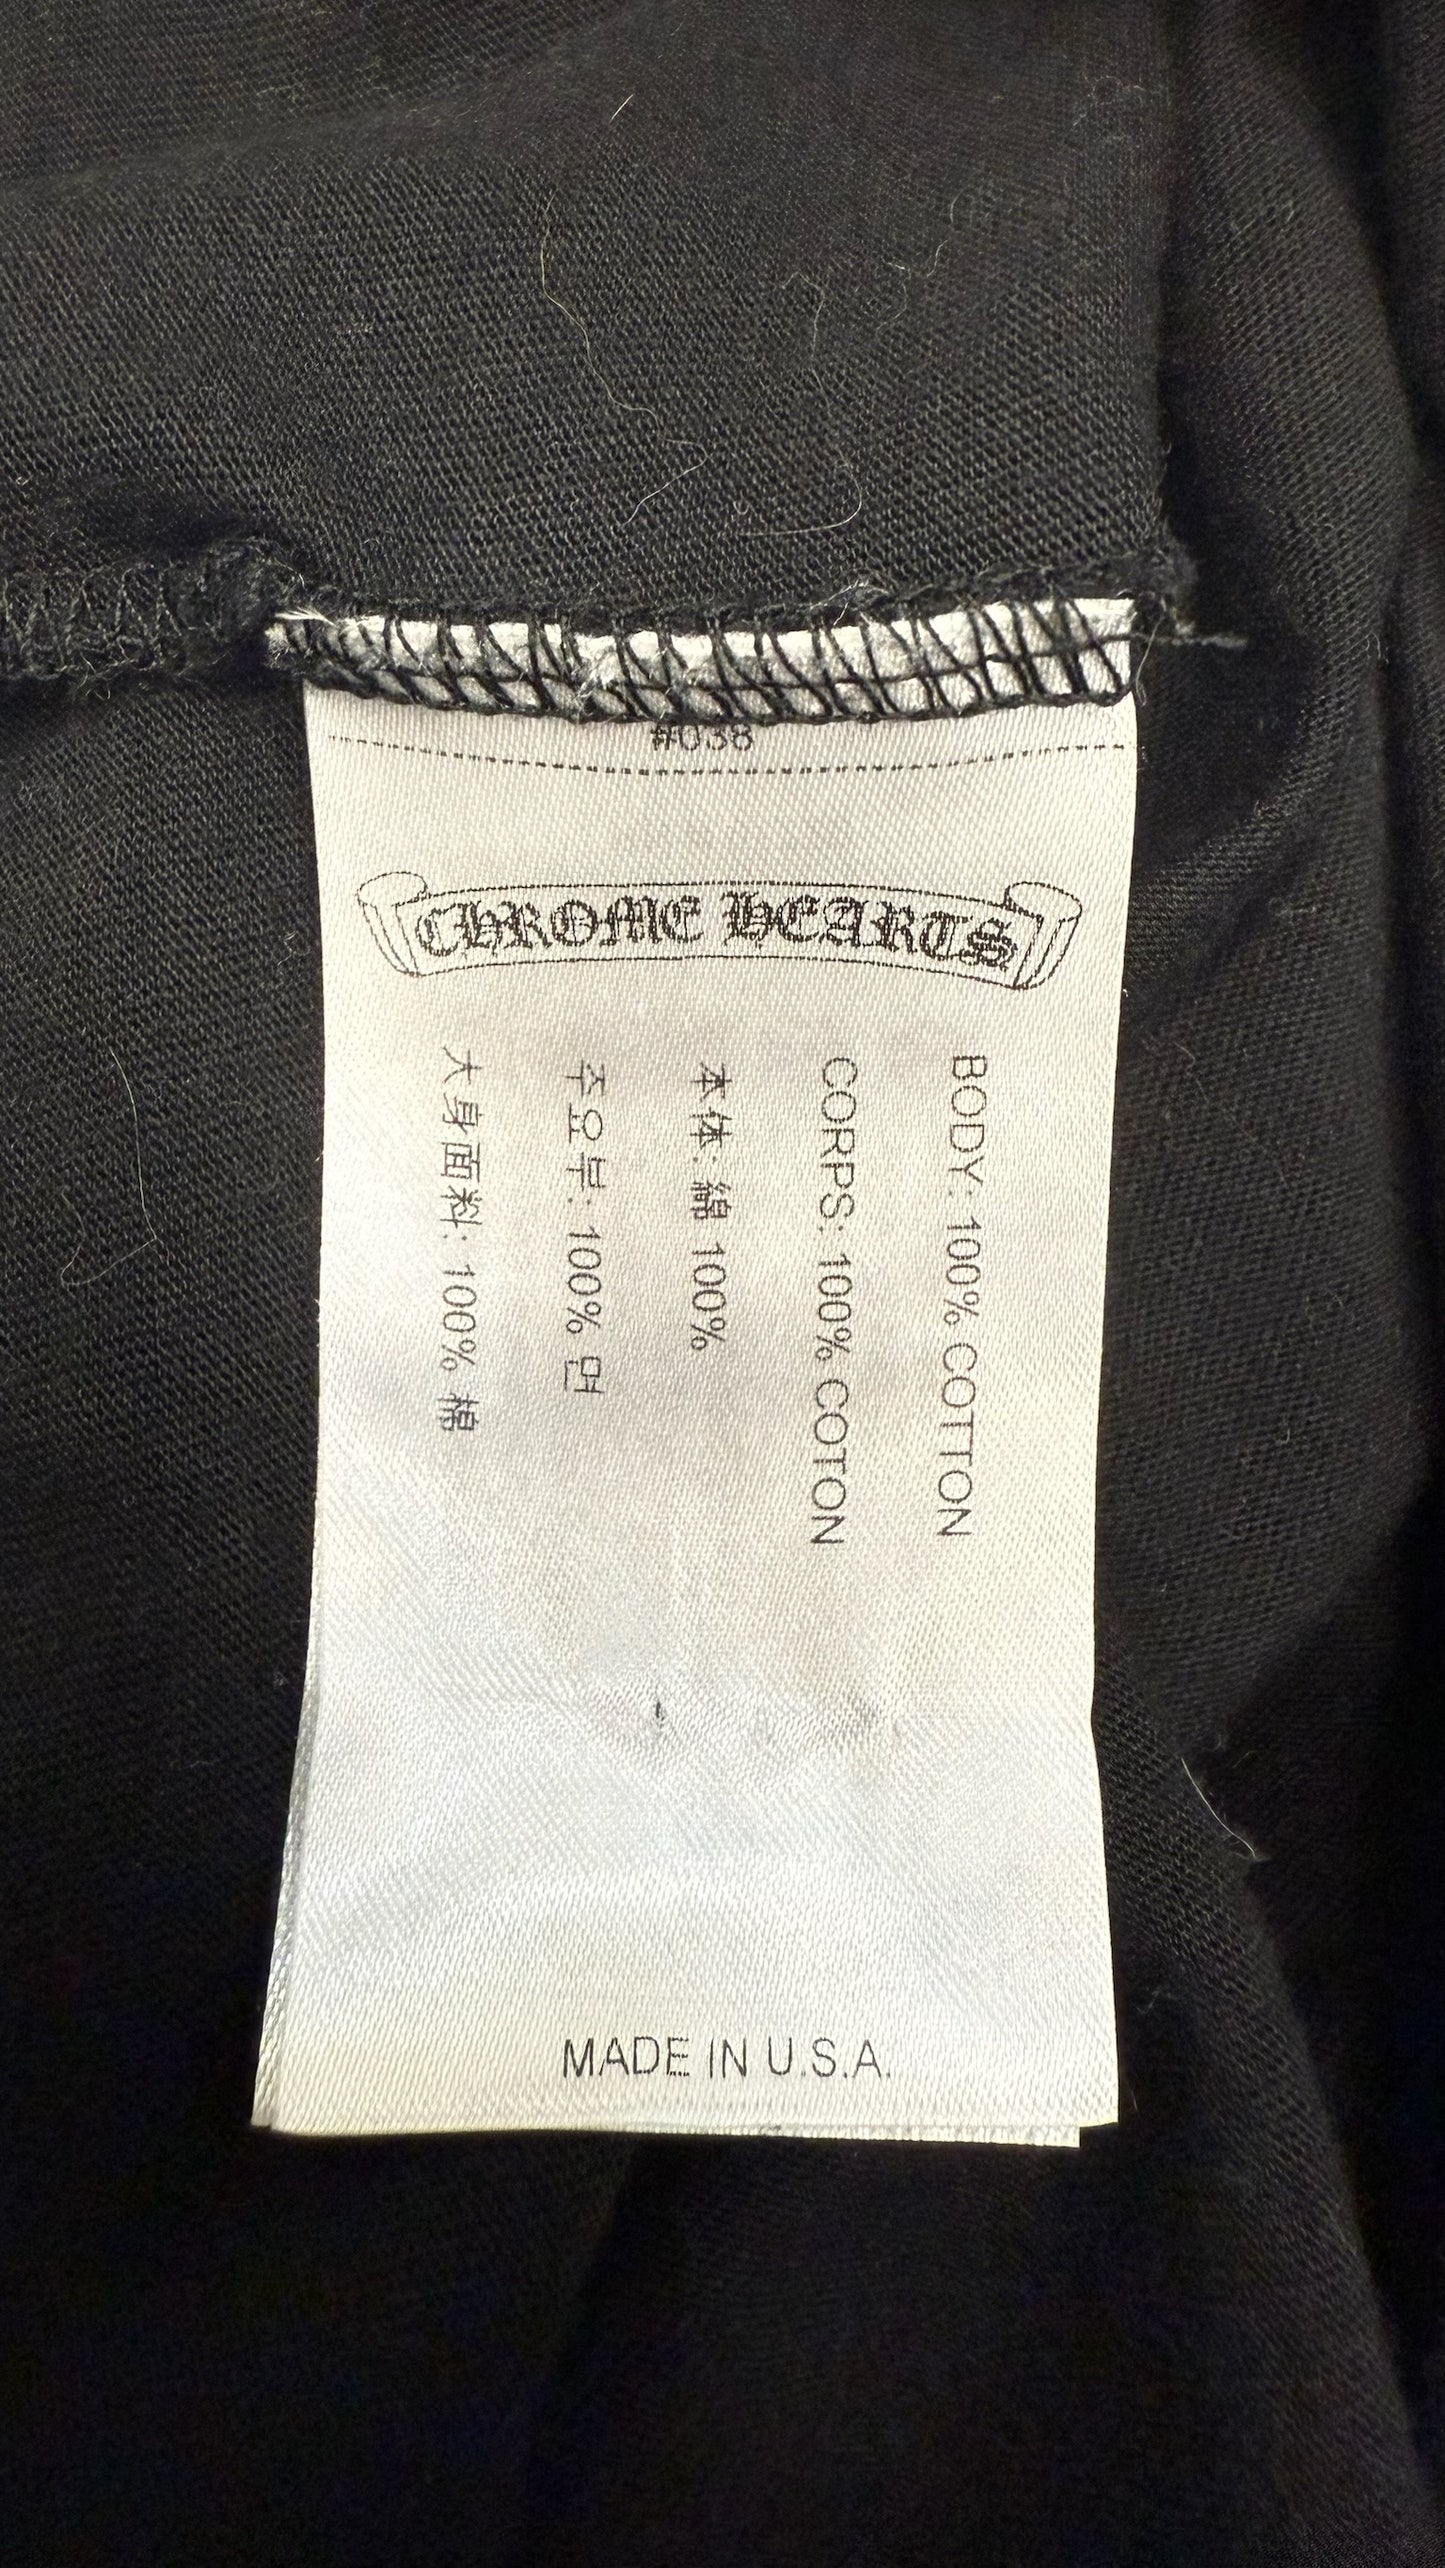 #038
CHROME HEARTS
BODY: 100% COTTON
CORPS: 100% COTON
本体: 綿 100%
주요부: 100% 면
大身面料: 100% 棉
MADE IN U.S.A.